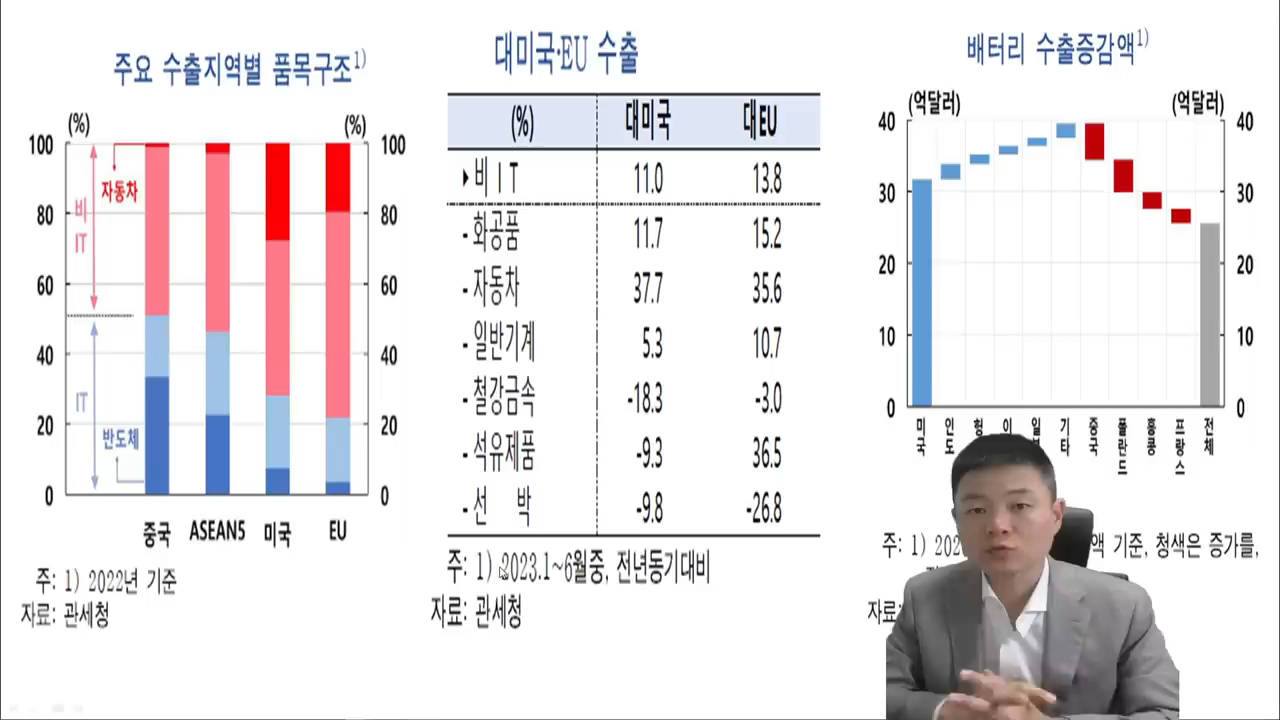 주요 수출지역별 품목구조1)
(%)
(%)
100
80
60
40
20
0
자동차
비
IT
IT
반도체
100
80
60
40
20
0
중국
ASEAN5
미국
EU
주: 1) 2022년 기준
자료: 관세청
대미국·EU 수출
(%) 대미국 대EU
▶비 I T 11.0 13.8
- 화공품 11.7 15.2
- 자동차 37.7 35.6
- 일반기계 5.3 10.7
- 철강금속 -18.3 -3.0
- 석유제품 -9.3 36.5
- 선 박 -9.8 -26.8
주: 1) 2023.1~6월중, 전년동기대비
자료: 관세청
배터리 수출증감액1)
(억달러)
(억달러)
40
30
20
10
0
40
30
20
10
0
미국
인도
기타
중국
폴란드
홍콩
프랑스
전체
주: 1) 액 기준, 청색은 증가를,
자료: